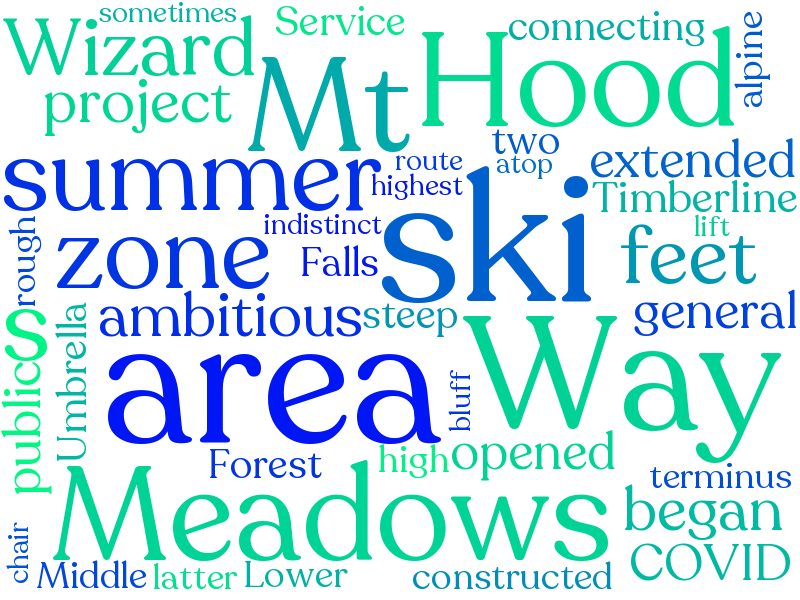 sometimes
Service
Wizard
connecting
Hood
alpine
project
Mt
two
route
atop
extended
summer
highest
Timberline
ski
indistinct
lift
rough
zone
Falls
feet
ambitious
steep
general
s
Umbrella
public
area
Way
bluff
Forest
high
opened
terminus
Meadows
began
chair
COVID
Middle
latter
Lower
constructed